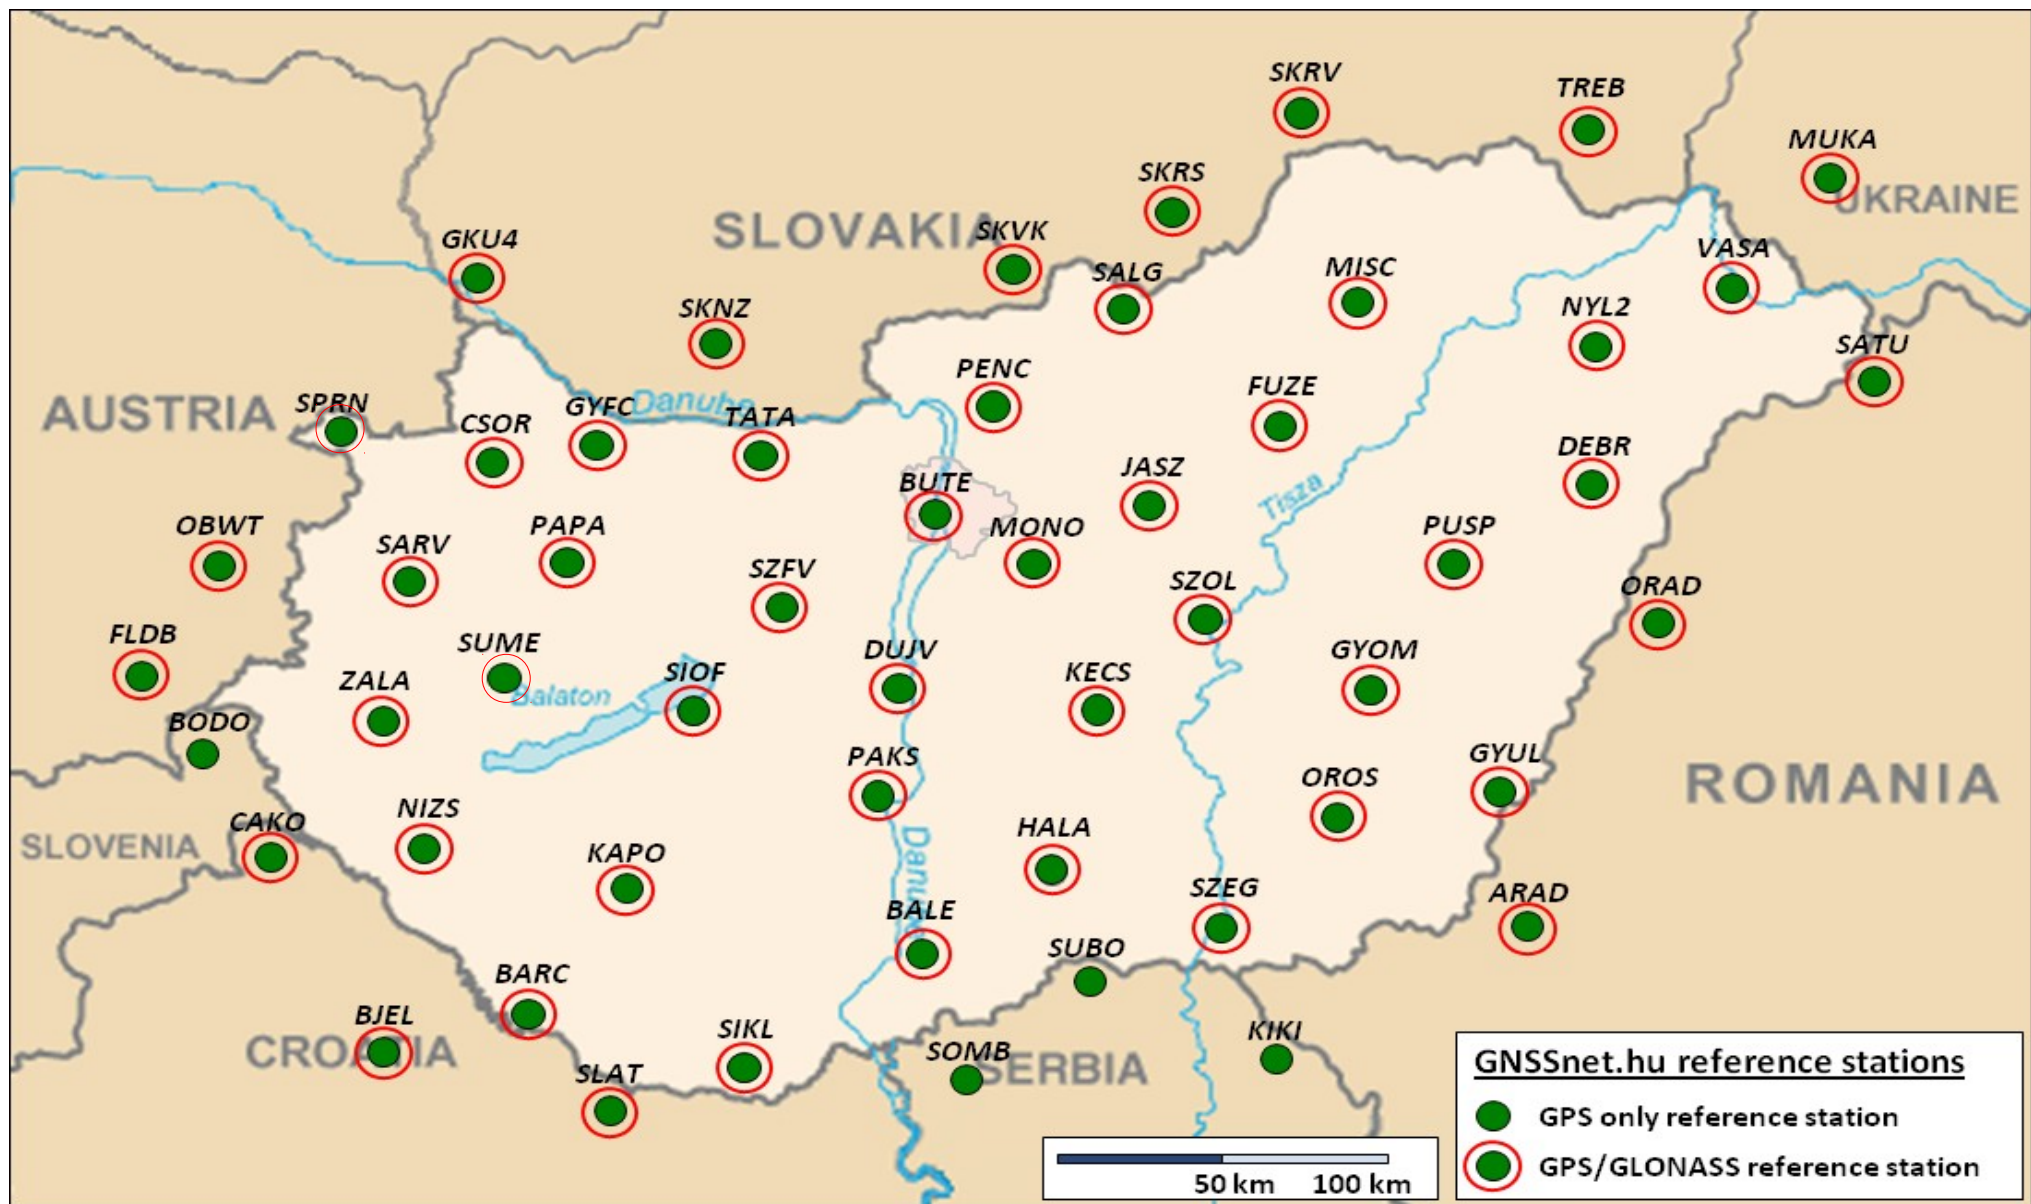 SKRV
TREB
MUKA
SKRS
UKRAINE
SLOVAKIA
SKVK
GKU4
VASA
SALG
MISC
SKNZ
NYL2
SATU
PENC
FUZE
AUSTRIA
SPRN
CSOR
GYFC
Danube
TATA
DEBR
JASZ
BUTE
Tisza
OBWT
SARV
PAPA
MONO
PUSP
SZFV
SZOL
ORAD
FLDB
SUME
DUJV
GYOM
ZALA
Balaton
SIOF
KECS
BODO
PAKS
GYUL
OROS
ROMANIA
CAKO
NIZS
HALA
SLOVENIA
KAPO
Danube
SZEG
ARAD
BALE
SUBO
BARC
BJEL
CROATIA
SIKL
SOMB
SERBIA
KIKI
SLAT
GNSSnet.hu reference stations
GPS only reference station
GPS/GLONASS reference station
50 km 100 km